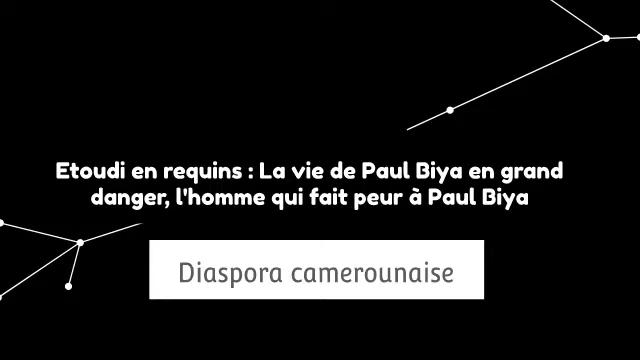 Etoudi en requins : La vie de Paul Biya en grand
danger, l'homme qui fait peur à Paul Biya
Diaspora camerounaise